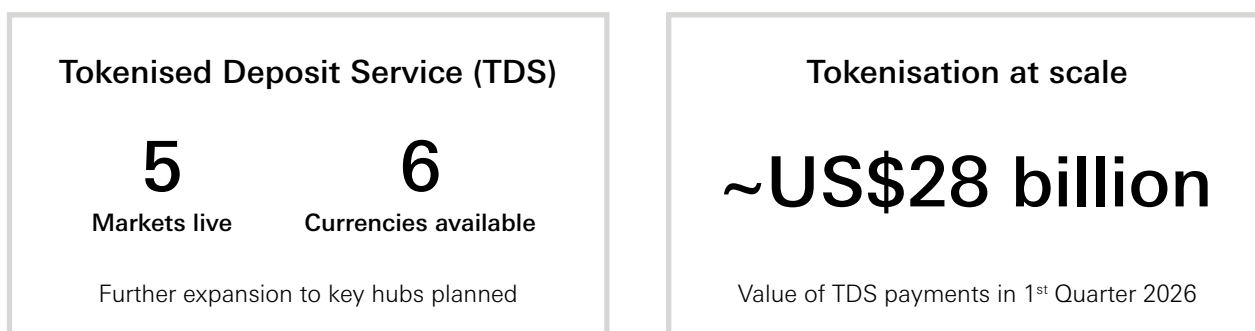 Tokenised Deposit Service (TDS)
5
6
Markets live
Currencies available
Further expansion to key hubs planned
Tokenisation at scale
~US$28 billion
Value of TDS payments in 1st Quarter 2026